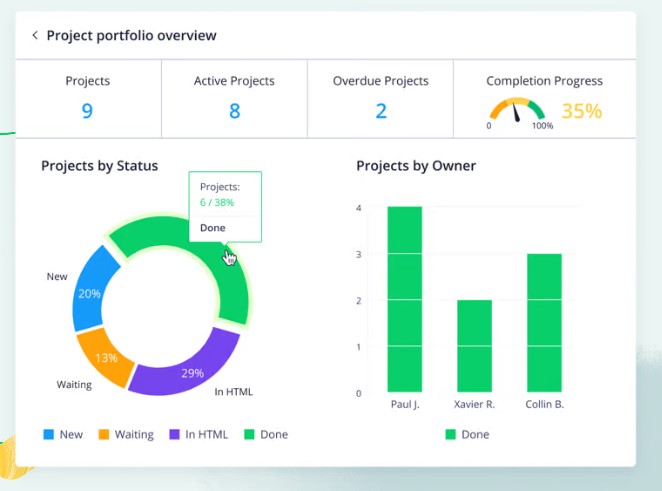 Project portfolio overview
Projects
9
Active Projects
8
Overdue Projects
2
Completion Progress
0
100%
35%
Projects by Status
Projects:
6 / 38%
Done
New
20%
Waiting
13%
29%
In HTML
New
Waiting
In HTML
Done
Projects by Owner
4
3
2
1
0
Paul J.
Xavier R.
Collin B.
Done